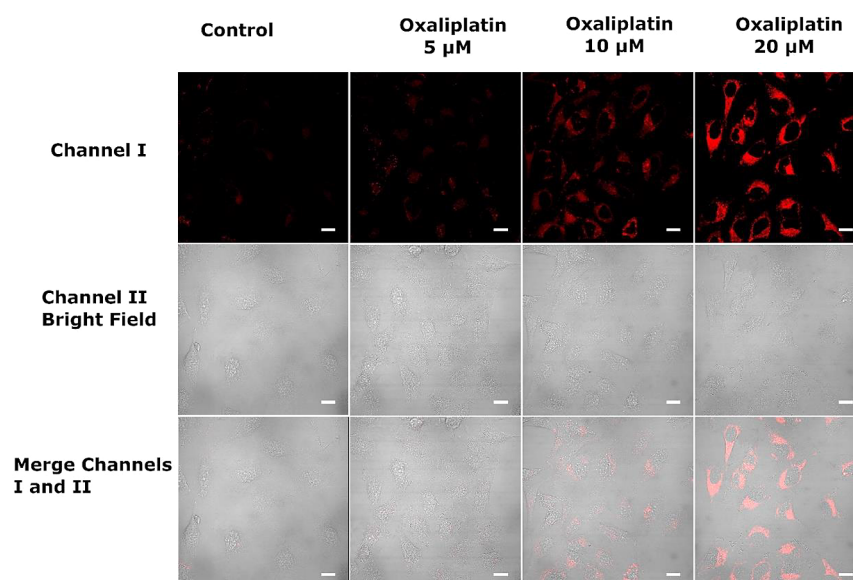 Control
Oxaliplatin
5 µM
Oxaliplatin
10 µM
Oxaliplatin
20 µM
Channel I
Channel II
Bright Field
Merge Channels
I and II